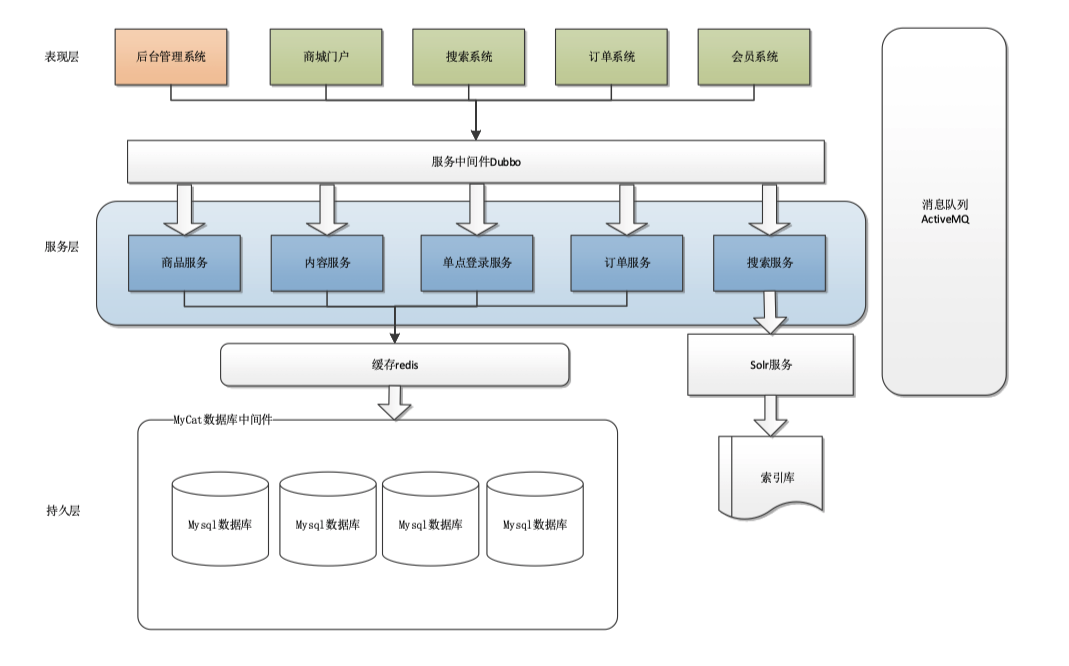 表现层
后台管理系统
商城门户
搜索系统
订单系统
会员系统
服务中间件Dubbo
消息队列
ActiveMQ
服务层
商品服务
内容服务
单点登录服务
订单服务
搜索服务
缓存redis
Solr服务
MyCat数据库中间件
索引库
持久层
Mysql数据库
Mysql数据库
Mysql数据库
Mysql数据库